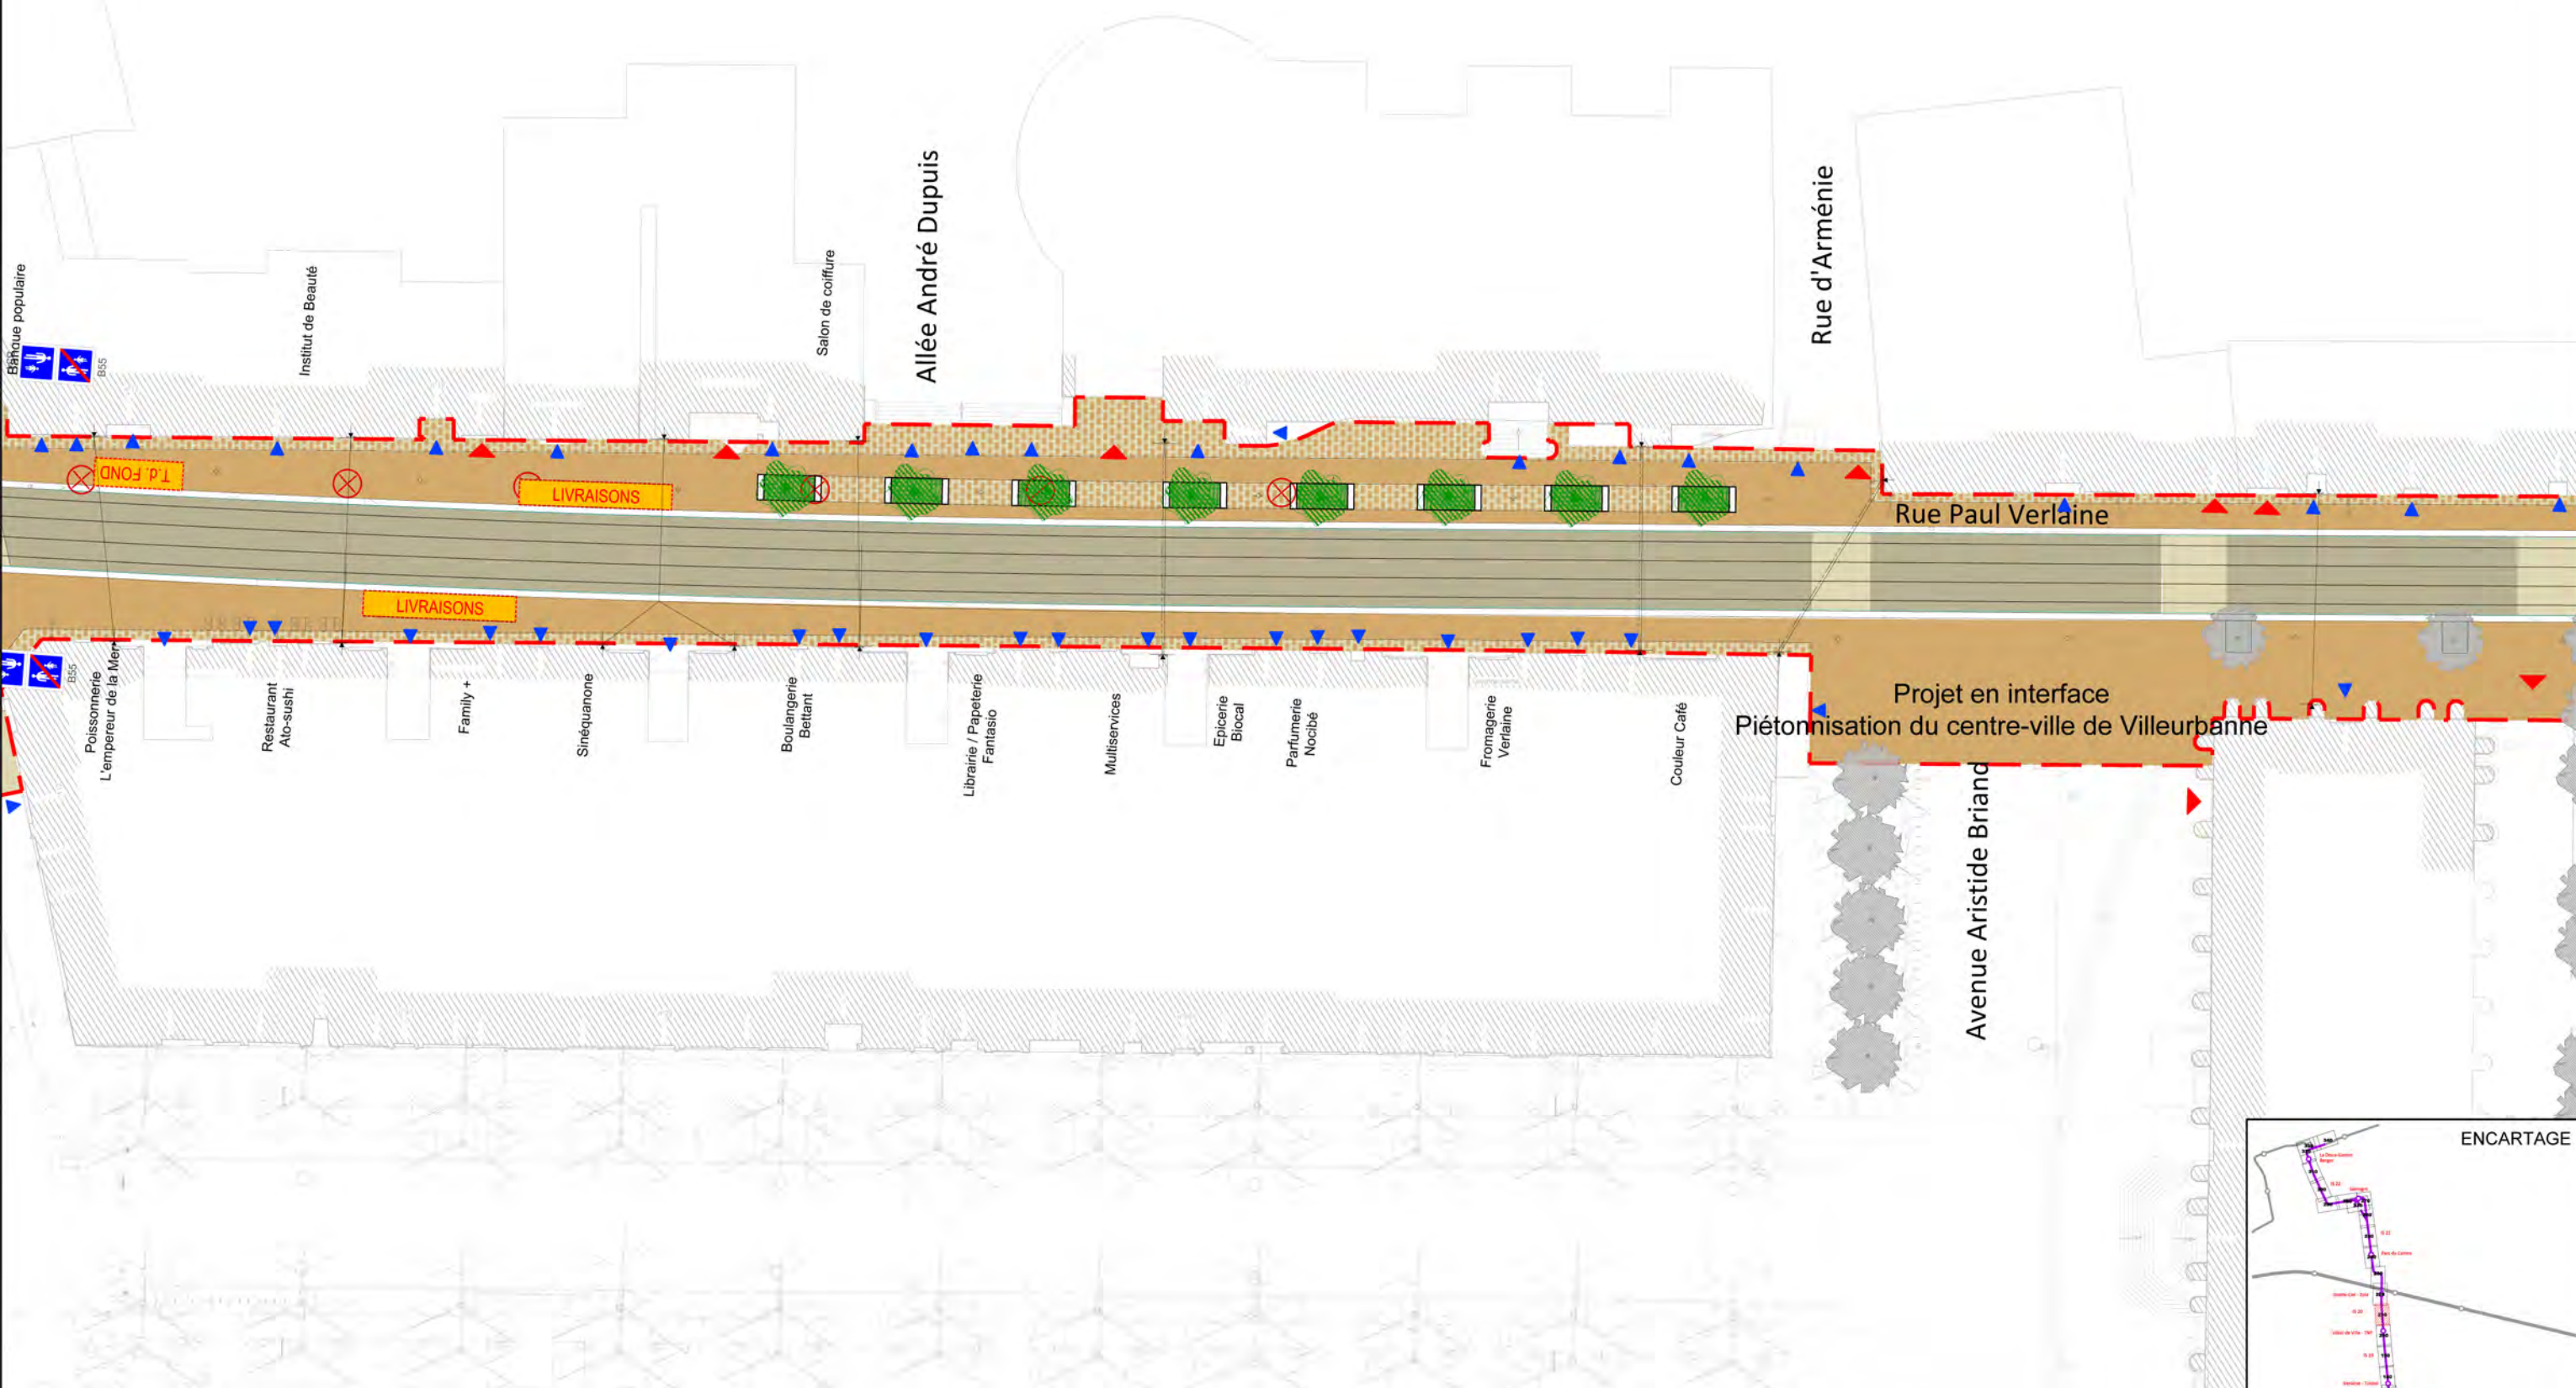 Banque populaire
B55
Institut de Beauté
Salon de coiffure
Allée André Dupuis
Rue d'Arménie
T.d. FOND
LIVRAISONS
Rue Paul Verlaine
LIVRAISONS
B55
Poissonnerie
L'empereur de la Mer
Restaurant
Ato-sushi
Family +
Sinéquanone
Boulangerie
Bettant
Librairie / Papeterie
Fantasio
Multiservices
Epicerie
Biocal
Parfumerie
Nocibé
Fromagerie
Verlaine
Couleur Café
Projet en interface
Piétonnisation du centre-ville de Villeurbanne
Avenue Aristide Briand
ENCARTAGE